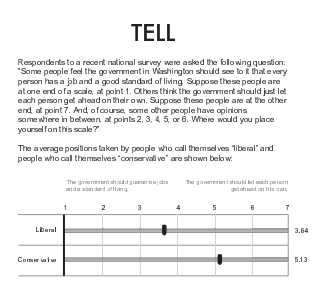 TELL
Respondents to a recent national survey were asked the following question:
"Some people feel the government in Washington should see to it that every
person has a job and a good standard of living. Suppose these people are
at one end of a scale, at point 1. Others think the government should just let
each person get ahead on their own. Suppose these people are at the other
end, at point 7. And, of course, some other people have opinions
somewhere in between, at points 2, 3, 4, 5, or 6. Where would you place
yourself on this scale?"
The average positions taken by people who call themselves "liberal" and
people who call themselves "conservative" are shown below:
The government should guarantee jobs
and a standard of living.
The government should let each person
get ahead on his own.
1 2 3 4 5 6 7
Liberal 3.64
Conservative 5.13